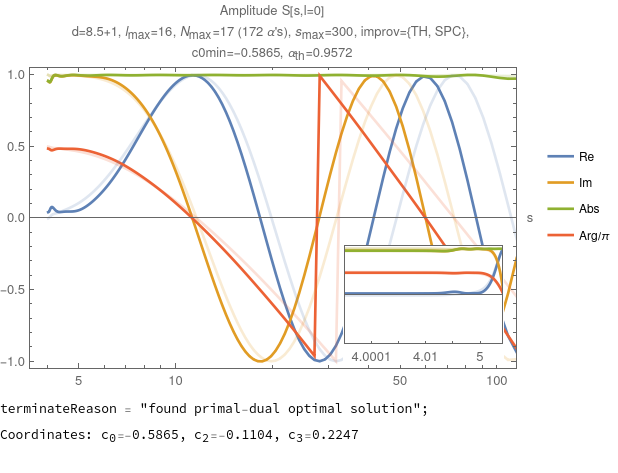 Amplitude S[s,l=0]
d=8.5+1, lmax=16, Nmax=17 (172 α's), smax=300, improv={TH, SPC},
c0min=-0.5865, αth=0.9572
1.0
0.5
0.0
-0.5
-1.0
5
10
50
100
s
4.0001
4.01
5
Re
Im
Abs
Arg/π
terminateReason = "found primal-dual optimal solution";
Coordinates: c0=-0.5865, c2=-0.1104, c3=0.2247